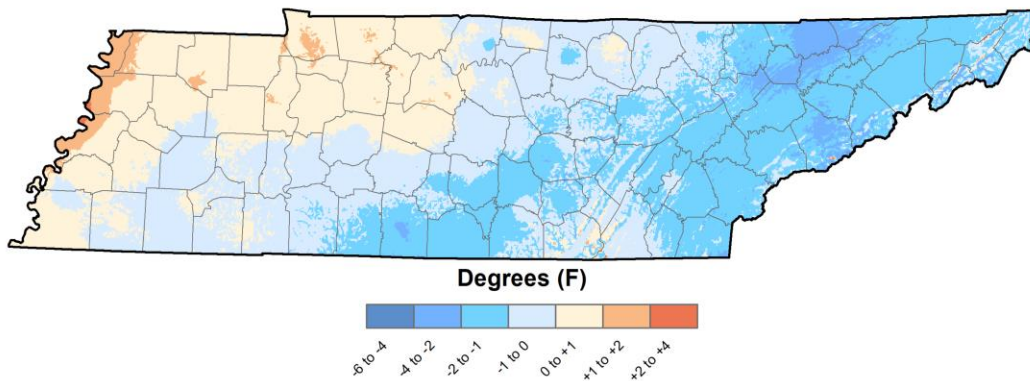 Degrees (F)
-6 to -4
-4 to -2
-2 to -1
-1 to 0
0 to +1
+1 to +2
+2 to +4